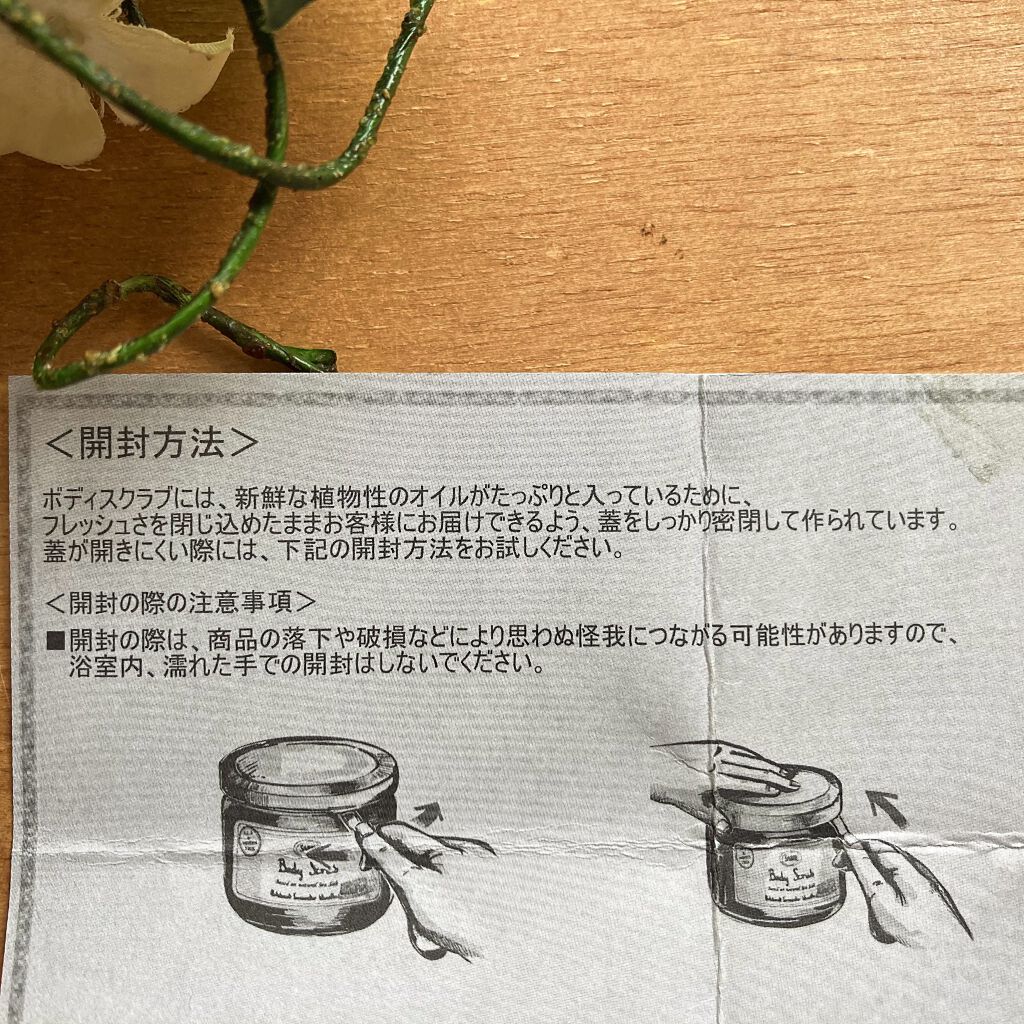 ＜開封方法＞
ボディスクラブには、新鮮な植物性のオイルがたっぷりと入っているために、
フレッシュさを閉じ込めたままお客様にお届けできるよう、蓋をしっかり密閉して作られています。
蓋が開きにくい際には、下記の開封方法をお試しください。
＜開封の際の注意事項＞
■開封の際は、商品の落下や破損などにより思わぬ怪我につながる可能性がありますので、
浴室内、濡れた手での開封はしないでください。
Body Scrub
Body Scrub